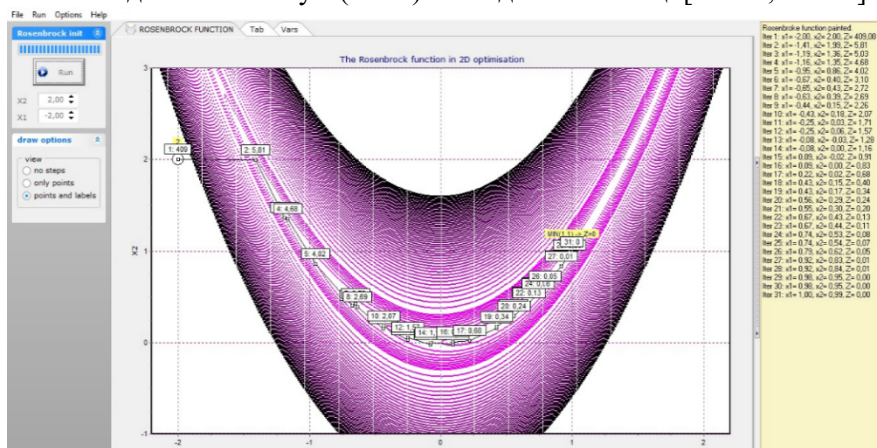 File Run Options Help
Rosenbrock init
Run
X2 2,00
X1 -2,00
draw options
view
no steps
only points
points and labels
ROSENBROCK FUNCTION Tab Vars
The Rosenbrock function in 2D optimisation
X2
3
2
1
0
-1
-2 -1 0 1 2
1: 409
2: 5,81
4: 4,68
5: 4,02
8: 2,69
10: 2,07
17: 0,68
19: 0,34
20: 0,24
22: 0,13
26: 0,05
27: 0,01
31: 0
MIN(1,1) -> Z=0
Rosenbroke function painted.
Iter 1: x1= -2,00, x2= 2,00, Z= 409,00
Iter 2: x1= -1,41, x2= 1,99, Z= 5,81
Iter 3: x1= -1,19, x2= 1,36, Z= 5,03
Iter 4: x1= -1,16, x2= 1,35, Z= 4,68
Iter 5: x1= -0,95, x2= 0,86, Z= 4,02
Iter 6: x1= -0,67, x2= 0,40, Z= 3,10
Iter 7: x1= -0,65, x2= 0,43, Z= 2,72
Iter 8: x1= -0,63, x2= 0,39, Z= 2,69
Iter 9: x1= -0,44, x2= 0,15, Z= 2,26
Iter 10: x1= -0,43, x2= 0,18, Z= 2,07
Iter 11: x1= -0,25, x2= 0,03, Z= 1,71
Iter 12: x1= -0,25, x2= 0,06, Z= 1,57
Iter 13: x1= -0,08, x2= -0,03, Z= 1,28
Iter 14: x1= -0,08, x2= 0,00, Z= 1,16
Iter 15: x1= 0,09, x2= -0,02, Z= 0,91
Iter 16: x1= 0,09, x2= 0,00, Z= 0,83
Iter 17: x1= 0,22, x2= 0,02, Z= 0,68
Iter 18: x1= 0,43, x2= 0,15, Z= 0,40
Iter 19: x1= 0,43, x2= 0,17, Z= 0,34
Iter 20: x1= 0,56, x2= 0,29, Z= 0,24
Iter 21: x1= 0,55, x2= 0,30, Z= 0,20
Iter 22: x1= 0,67, x2= 0,43, Z= 0,13
Iter 23: x1= 0,67, x2= 0,44, Z= 0,11
Iter 24: x1= 0,74, x2= 0,53, Z= 0,08
Iter 25: x1= 0,74, x2= 0,54, Z= 0,07
Iter 26: x1= 0,79, x2= 0,62, Z= 0,05
Iter 27: x1= 0,92, x2= 0,83, Z= 0,01
Iter 28: x1= 0,92, x2= 0,84, Z= 0,01
Iter 29: x1= 0,98, x2= 0,95, Z= 0,00
Iter 30: x1= 0,98, x2= 0,95, Z= 0,00
Iter 31: x1= 1,00, x2= 0,99, Z= 0,00